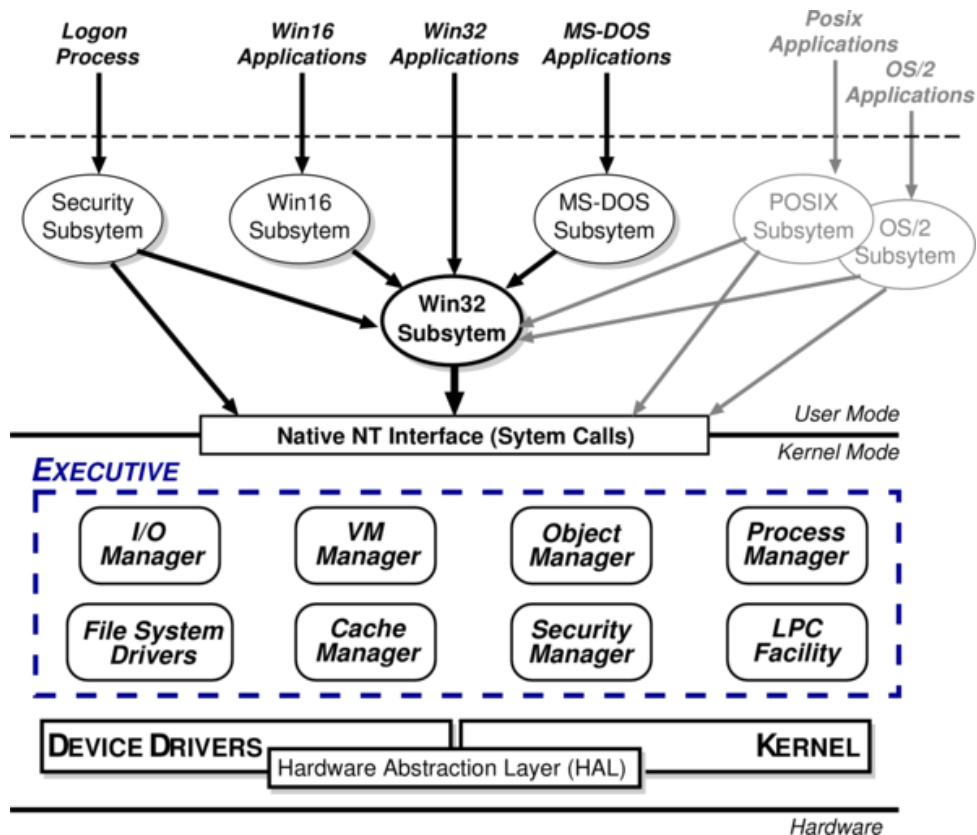 Logon
Process
Win16
Applications
Win32
Applications
MS-DOS
Applications
Posix
Applications
OS/2
Applications
Security
Subsytem
Win16
Subsytem
MS-DOS
Subsytem
POSIX
Subsytem
OS/2
Subsytem
Win32
Subsytem
User Mode
Native NT Interface (Sytem Calls)
Kernel Mode
EXECUTIVE
I/O
Manager
VM
Manager
Object
Manager
Process
Manager
File System
Drivers
Cache
Manager
Security
Manager
LPC
Facility
DEVICE DRIVERS
KERNEL
Hardware Abstraction Layer (HAL)
Hardware